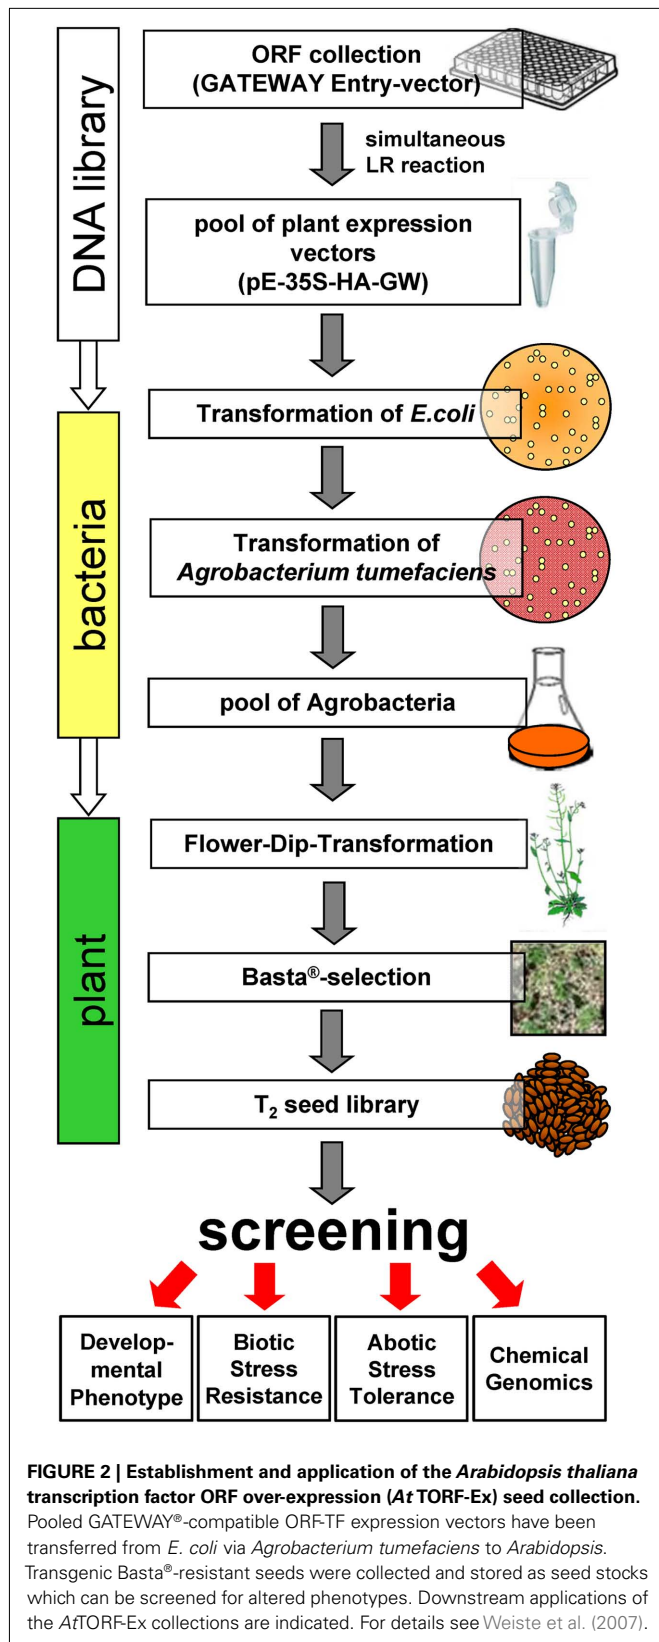 DNA library
ORF collection
(GATEWAY Entry-vector)
simultaneous
LR reaction
pool of plant expression
vectors
(pE-35S-HA-GW)
bacteria
Transformation of E.coli
Transformation of
Agrobacterium tumefaciens
pool of Agrobacteria
plant
Flower-Dip-Transformation
Basta®-selection
T₂ seed library
screening
Develop-
mental
Phenotype
Biotic
Stress
Resistance
Abotic
Stress
Tolerance
Chemical
Genomics
FIGURE 2 | Establishment and application of the Arabidopsis thaliana
transcription factor ORF over-expression (At TORF-Ex) seed collection.
Pooled GATEWAY®-compatible ORF-TF expression vectors have been
transferred from E. coli via Agrobacterium tumefaciens to Arabidopsis.
Transgenic Basta®-resistant seeds were collected and stored as seed stocks
which can be screened for altered phenotypes. Downstream applications of
the AtTORF-Ex collections are indicated. For details see Weiste et al. (2007).